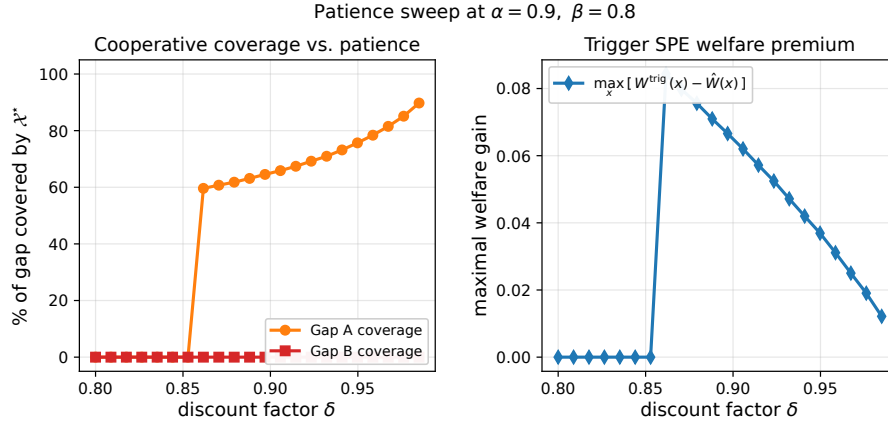 Patience sweep at α = 0.9, β = 0.8
Cooperative coverage vs. patience
% of gap covered by 𝒳*
100
80
60
40
20
0
0.80 0.85 0.90 0.95
discount factor δ
Gap A coverage
Gap B coverage
Trigger SPE welfare premium
maximal welfare gain
0.08
0.06
0.04
0.02
0.00
0.80 0.85 0.90 0.95
discount factor δ
max_x [W^trig(x) − Ŵ(x)]